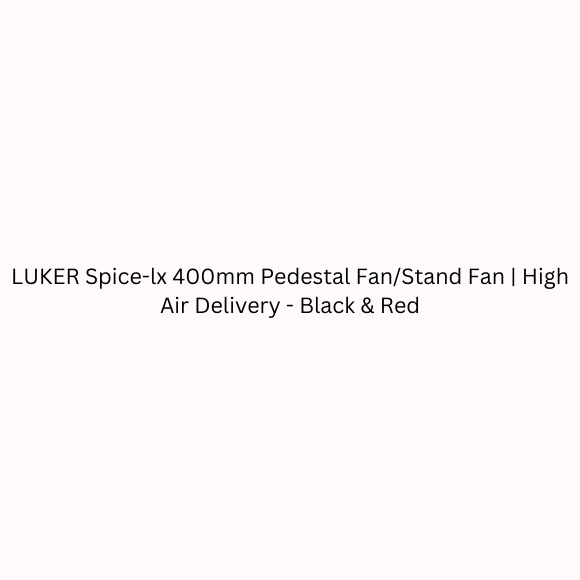 LUKER Spice-lx 400mm Pedestal Fan/Stand Fan | High
Air Delivery - Black & Red